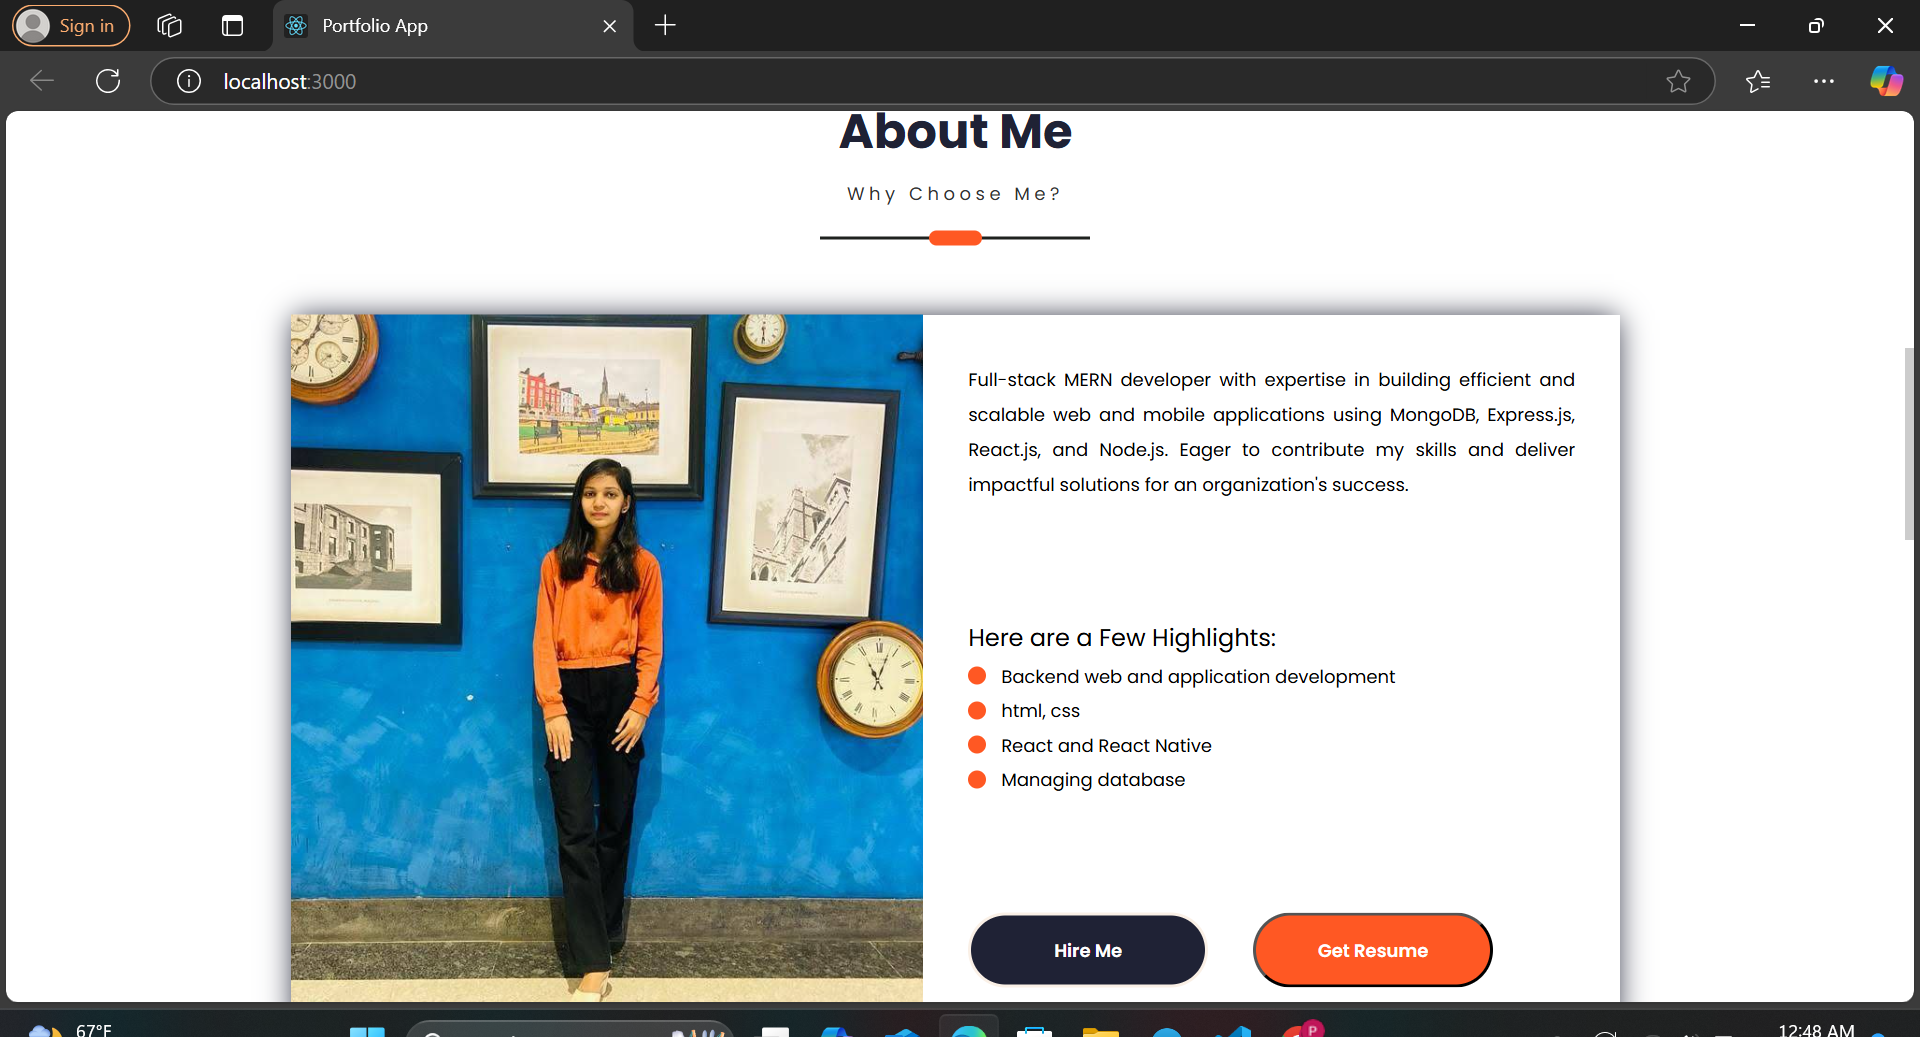 Sign in
Portfolio App
localhost:3000
About Me
Why Choose Me?
Full-stack MERN developer with expertise in building efficient and
scalable web and mobile applications using MongoDB, Express.js,
React.js, and Node.js. Eager to contribute my skills and deliver
impactful solutions for an organization's success.
Here are a Few Highlights:
Backend web and application development
html, css
React and React Native
Managing database
Hire Me
Get Resume
67°F
P
12:48 AM